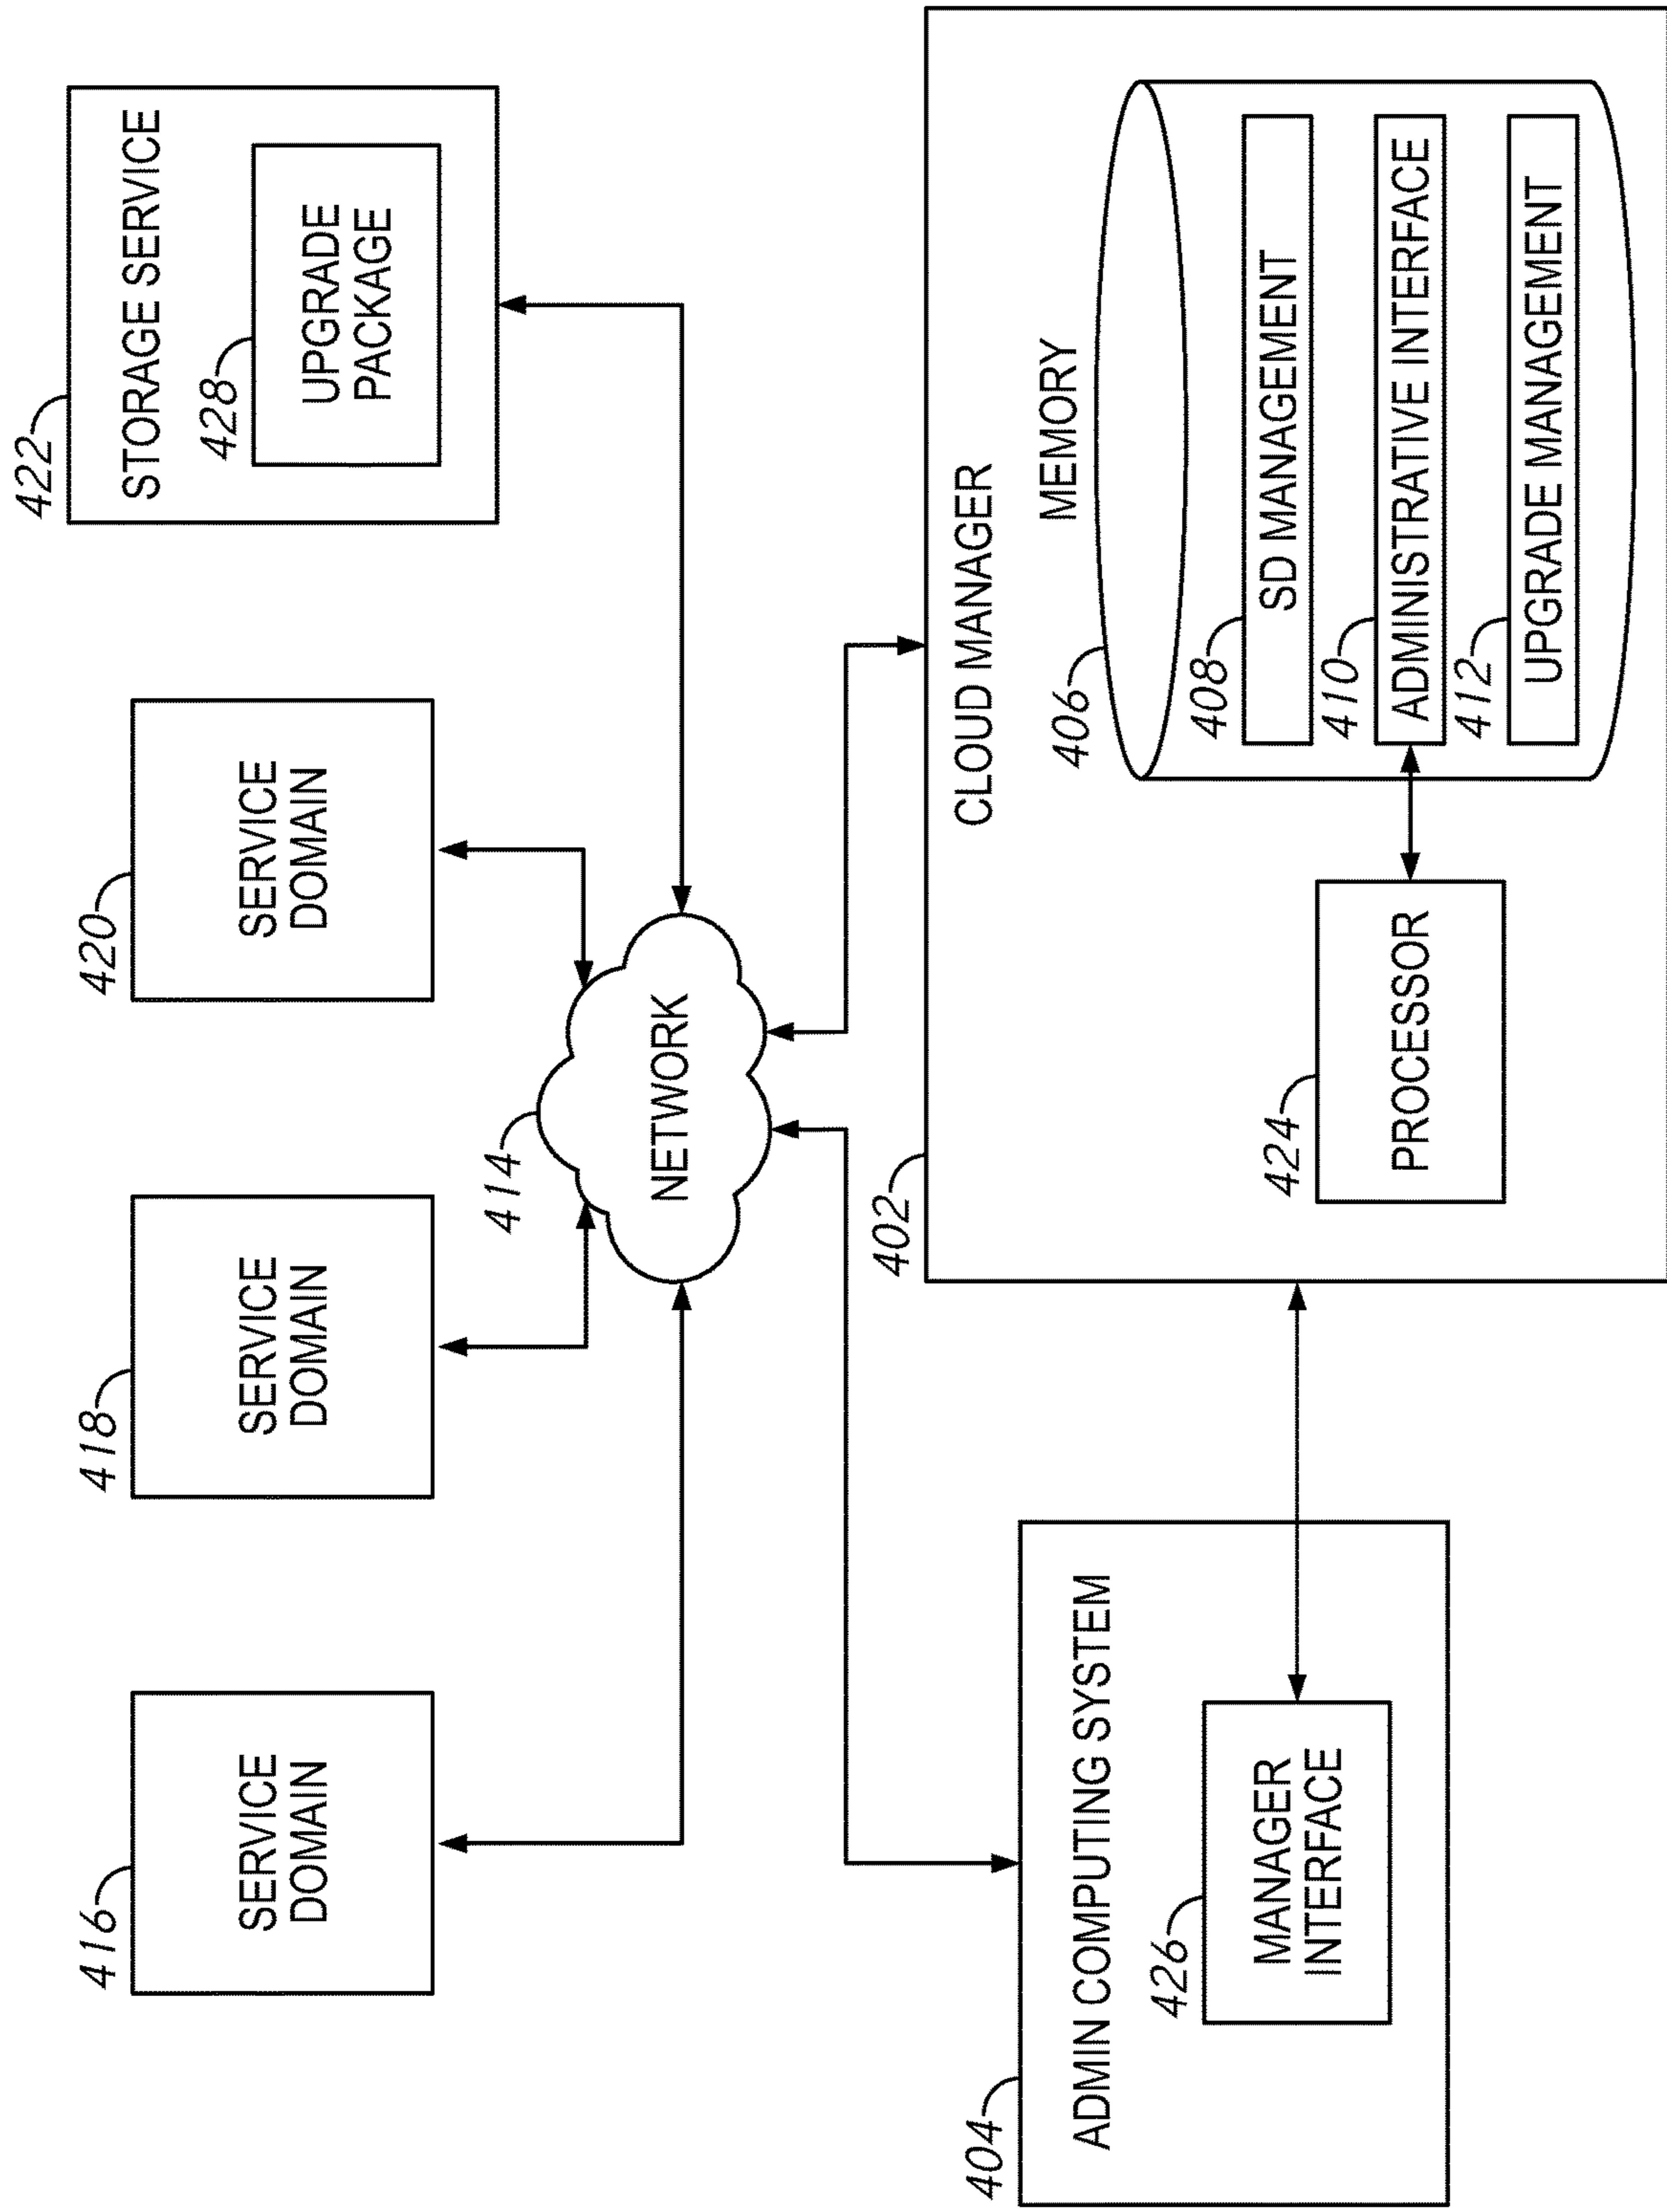 416
SERVICE
DOMAIN
418
SERVICE
DOMAIN
420
SERVICE
DOMAIN
422
STORAGE SERVICE
428
UPGRADE
PACKAGE
414
NETWORK
404
ADMIN COMPUTING SYSTEM
426
MANAGER
INTERFACE
402
CLOUD MANAGER
424
PROCESSOR
MEMORY
406
408
SD MANAGEMENT
410
ADMINISTRATIVE INTERFACE
412
UPGRADE MANAGEMENT